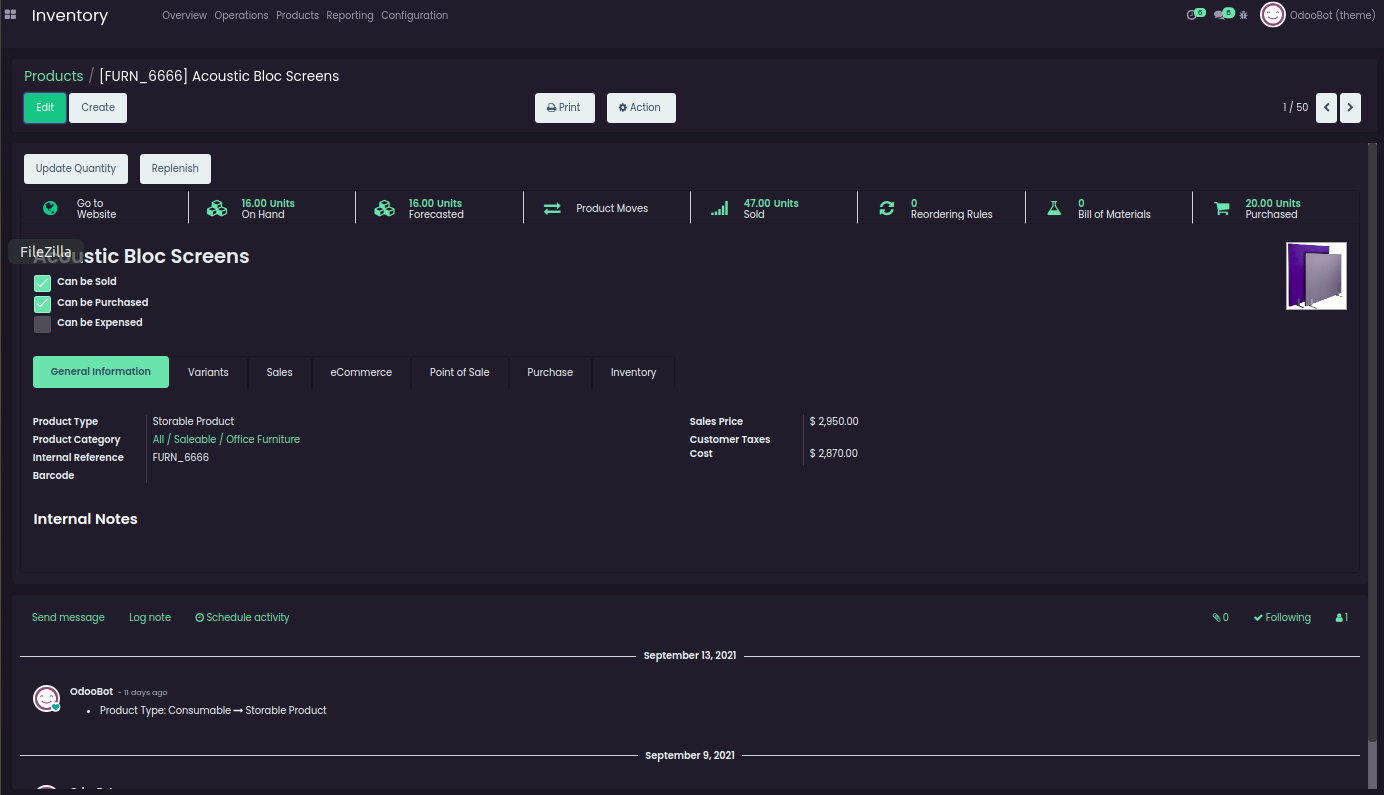 Inventory Overview Operations Products Reporting Configuration 6 6 OdooBot (theme)
Products / [FURN_6666] Acoustic Bloc Screens
Edit Create Print Action 1 / 50
Update Quantity Replenish
Go to Website
16.00 Units On Hand
16.00 Units Forecasted
Product Moves
47.00 Units Sold
0 Reordering Rules
0 Bill of Materials
20.00 Units Purchased
FileZilla
Acoustic Bloc Screens
Can be Sold
Can be Purchased
Can be Expensed
General Information Variants Sales eCommerce Point of Sale Purchase Inventory
Product Type Storable Product
Product Category All / Saleable / Office Furniture
Internal Reference FURN_6666
Barcode
Sales Price $ 2,950.00
Customer Taxes
Cost $ 2,870.00
Internal Notes
Send message Log note Schedule activity 0 Following 1
September 13, 2021
OdooBot - 11 days ago
• Product Type: Consumable → Storable Product
September 9, 2021